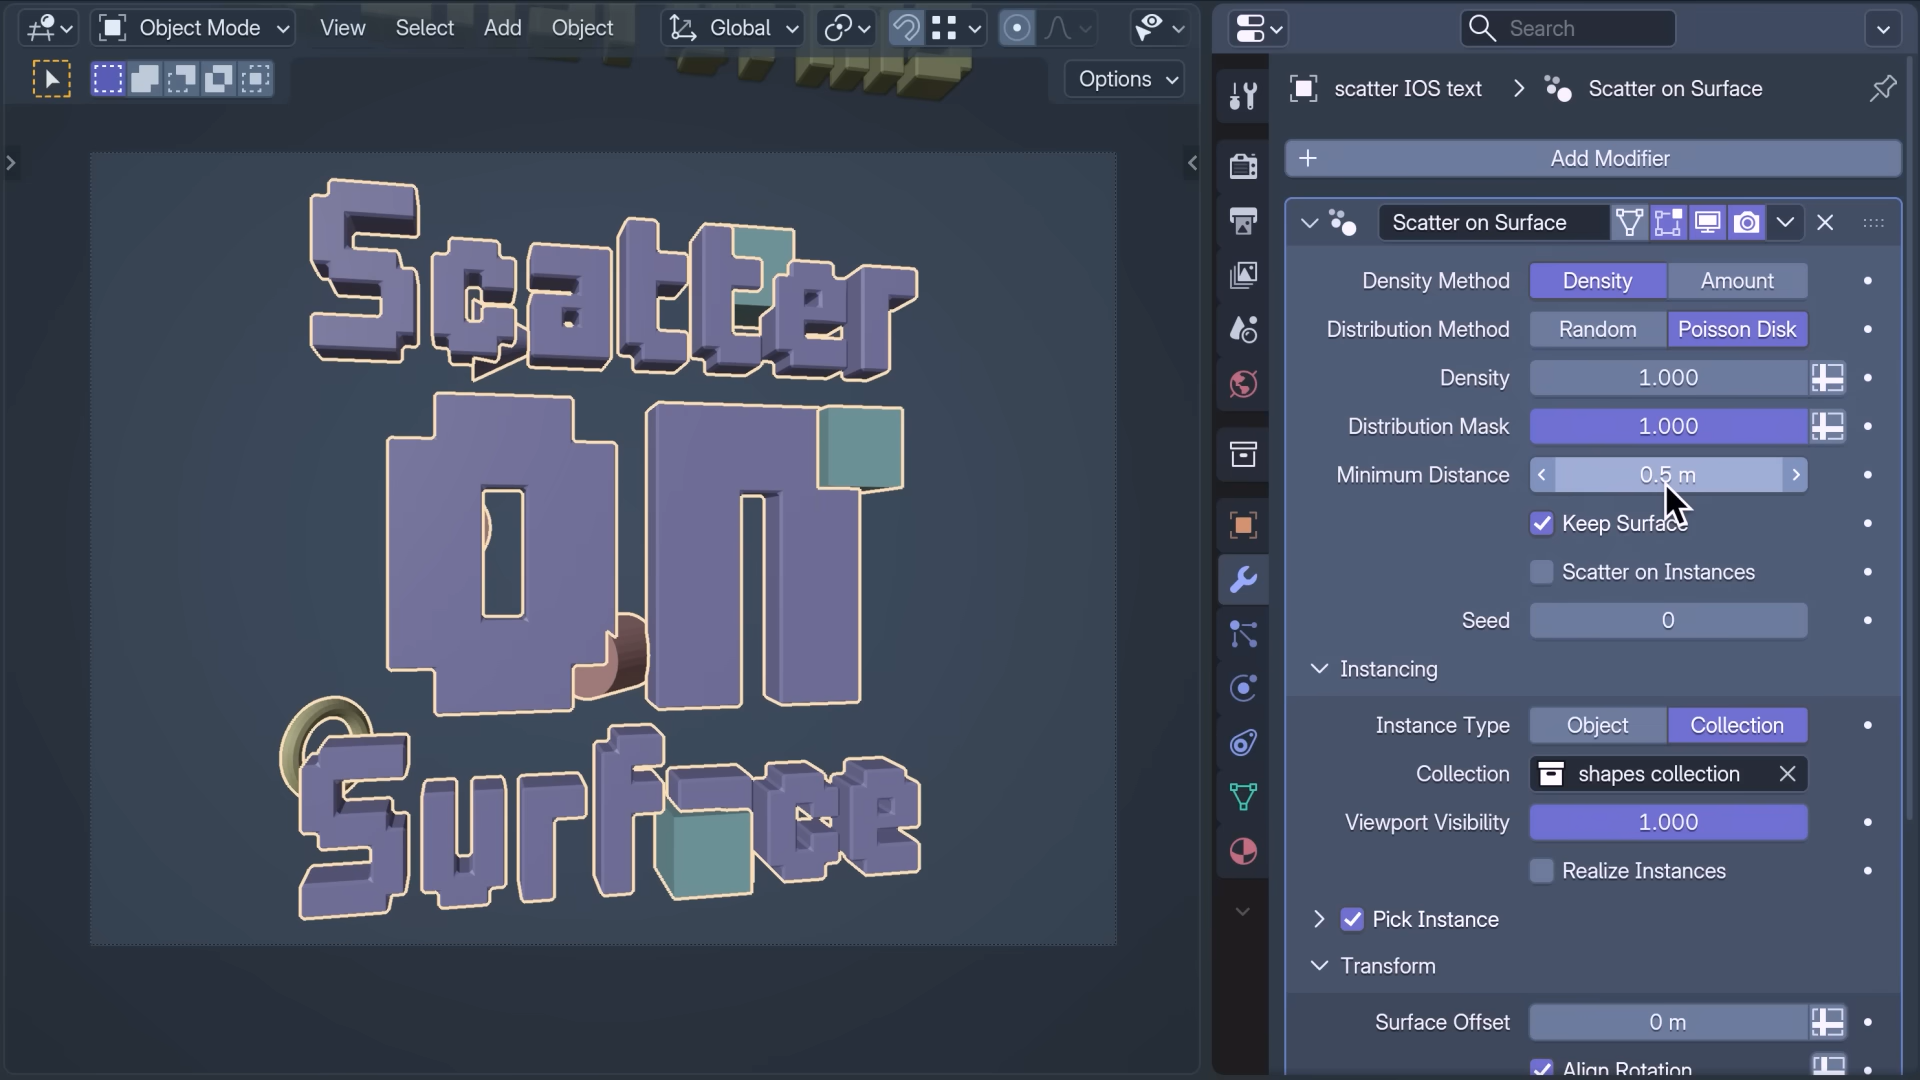 Object Mode View Select Add Object Global
Search
Options
scatter IOS text > Scatter on Surface
Add Modifier
Scatter on Surface
Density Method Density Amount
Distribution Method Random Poisson Disk
Density 1.000
Distribution Mask 1.000
Minimum Distance 0.5 m
Keep Surface
Scatter on Instances
Seed 0
Instancing
Instance Type Object Collection
Collection shapes collection
Viewport Visibility 1.000
Realize Instances
Pick Instance
Transform
Surface Offset 0 m
Align Rotation
Scatter
on